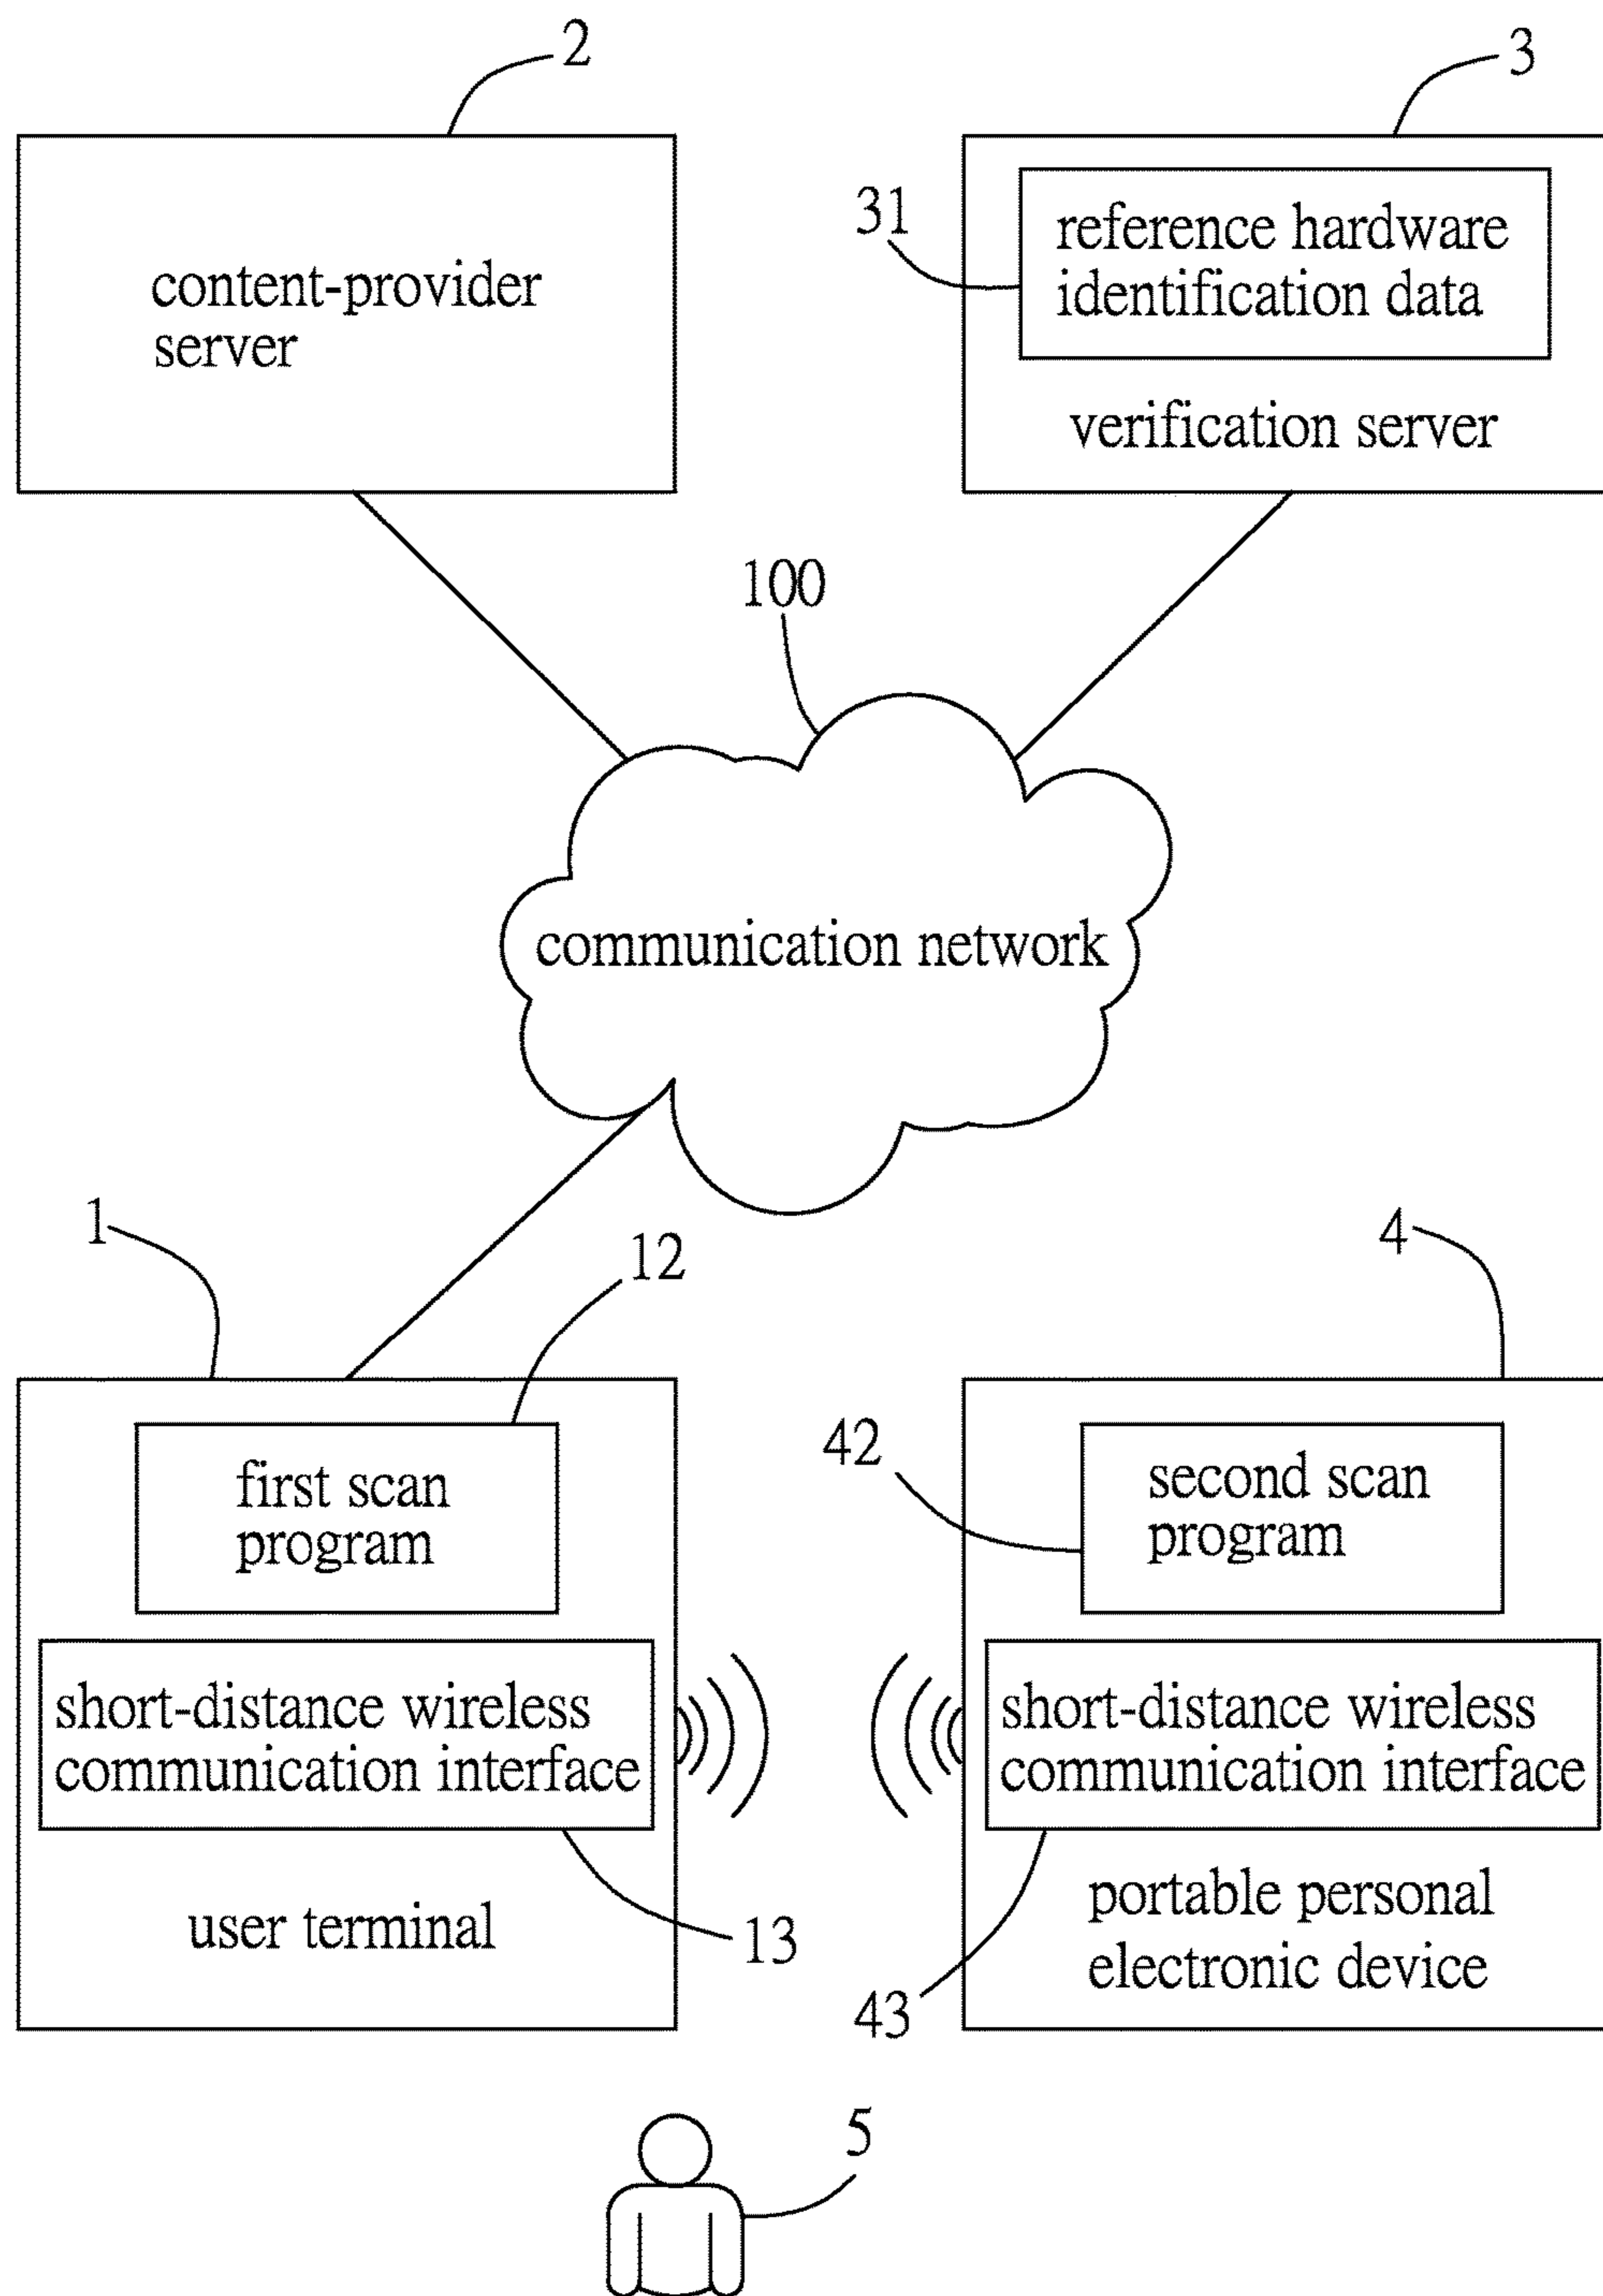 2
3
content-provider
server
31
reference hardware
identification data
verification server
100
communication network
1
12
4
first scan
program
42
second scan
program
short-distance wireless
communication interface
short-distance wireless
communication interface
user terminal
13
portable personal
electronic device
43
5